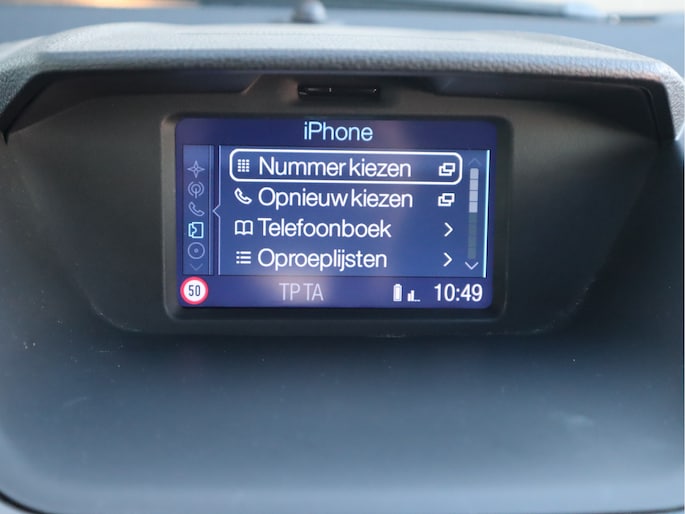 iPhone
Nummer kiezen
Opnieuw kiezen
Telefoonboek
Oproeplijsten
50 TP TA 10:49